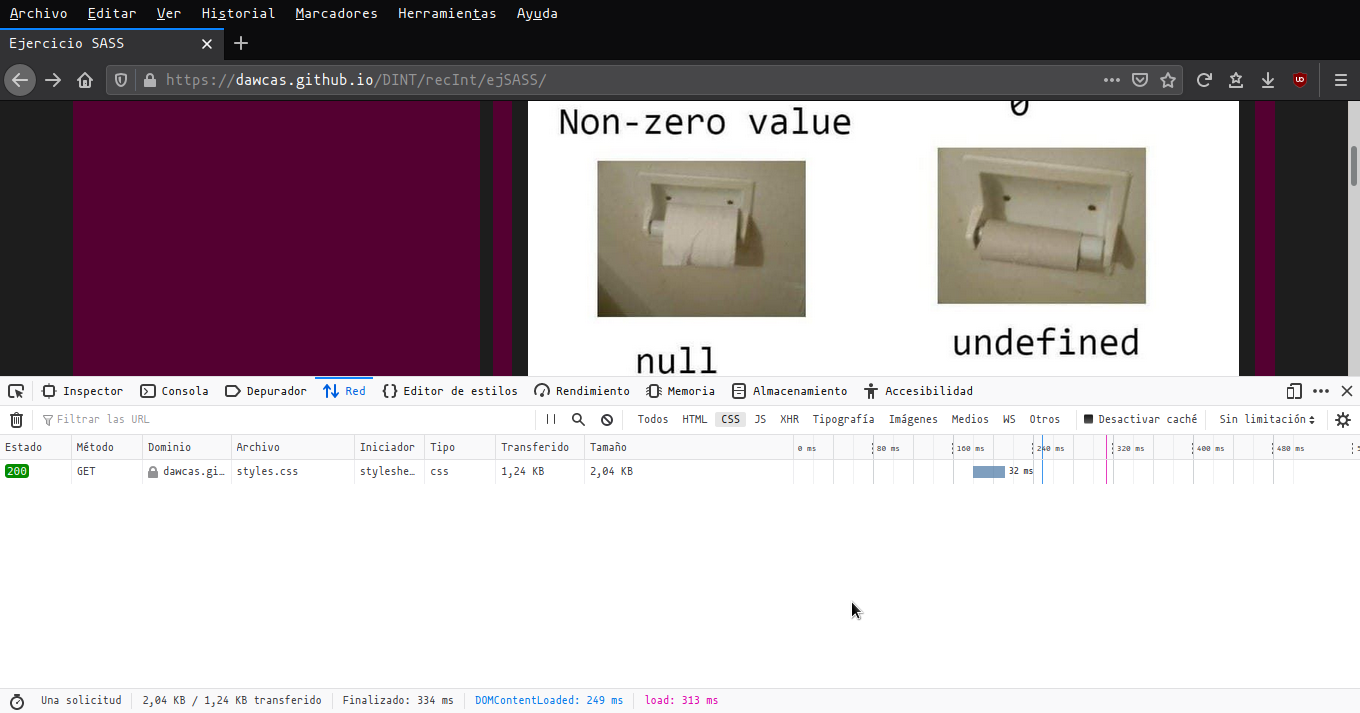 Archivo Editar Ver Historial Marcadores Herramientas Ayuda
Ejercicio SASS
https://dawcas.github.io/DINT/recInt/ejSASS/
Non-zero value
0
null
undefined
Inspector Consola Depurador Red Editor de estilos Rendimiento Memoria Almacenamiento Accesibilidad
Filtrar las URL Todos HTML CSS JS XHR Tipografía Imágenes Medios WS Otros Desactivar caché Sin limitación
Estado Método Dominio Archivo Iniciador Tipo Transferido Tamaño 0 ms 80 ms 160 ms 240 ms 320 ms 400 ms 480 ms
200 GET dawcas.gi… styles.css styleshe… css 1,24 KB 2,04 KB 32 ms
Una solicitud 2,04 KB / 1,24 KB transferido Finalizado: 334 ms DOMContentLoaded: 249 ms load: 313 ms